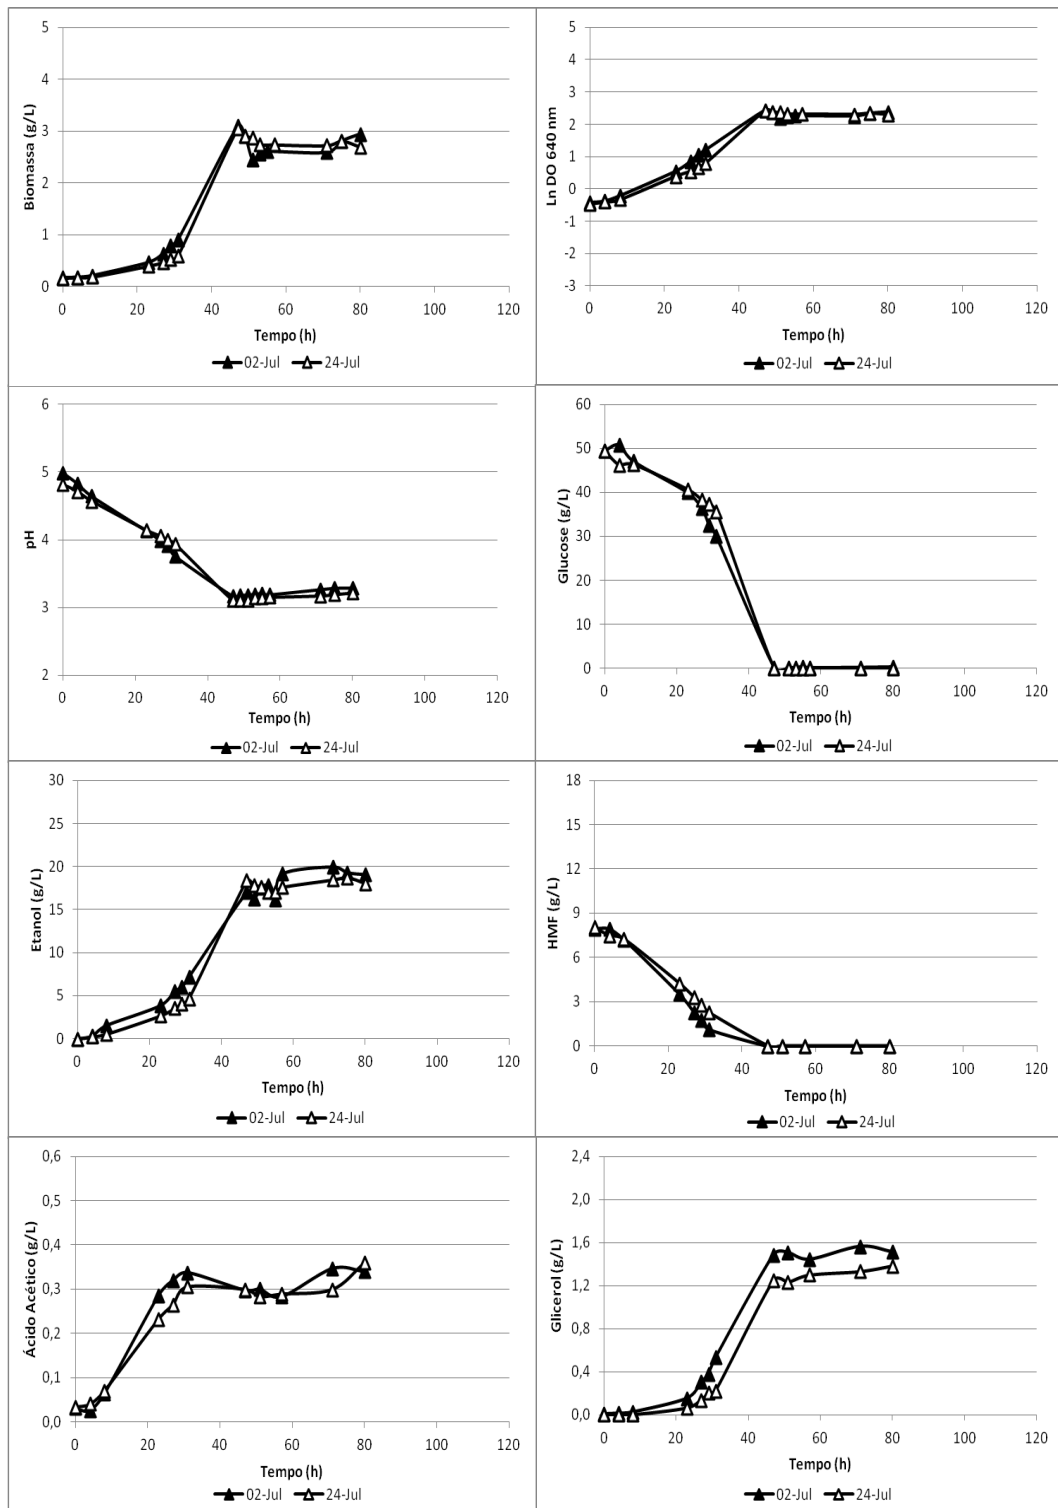 Biomassa (g/L)
5
4
3
2
1
0
0 20 40 60 80 100 120
Tempo (h)
02-Jul 24-Jul
Ln DO 640 nm
5
4
3
2
1
0
-1
-2
-3
0 20 40 60 80 100 120
Tempo (h)
02-Jul 24-Jul
pH
6
5
4
3
2
0 20 40 60 80 100 120
Tempo (h)
02-Jul 24-Jul
Glucose (g/L)
60
50
40
30
20
10
0
0 20 40 60 80 100 120
Tempo (h)
02-Jul 24-Jul
Etanol (g/L)
30
25
20
15
10
5
0
0 20 40 60 80 100 120
Tempo (h)
02-Jul 24-Jul
HMF (g/L)
18
15
12
9
6
3
0
0 20 40 60 80 100 120
Tempo (h)
02-Jul 24-Jul
Ácido Acético (g/L)
0,6
0,5
0,4
0,3
0,2
0,1
0,0
0 20 40 60 80 100 120
Tempo (h)
02-Jul 24-Jul
Glicerol (g/L)
2,4
2,0
1,6
1,2
0,8
0,4
0,0
0 20 40 60 80 100 120
Tempo (h)
02-Jul 24-Jul